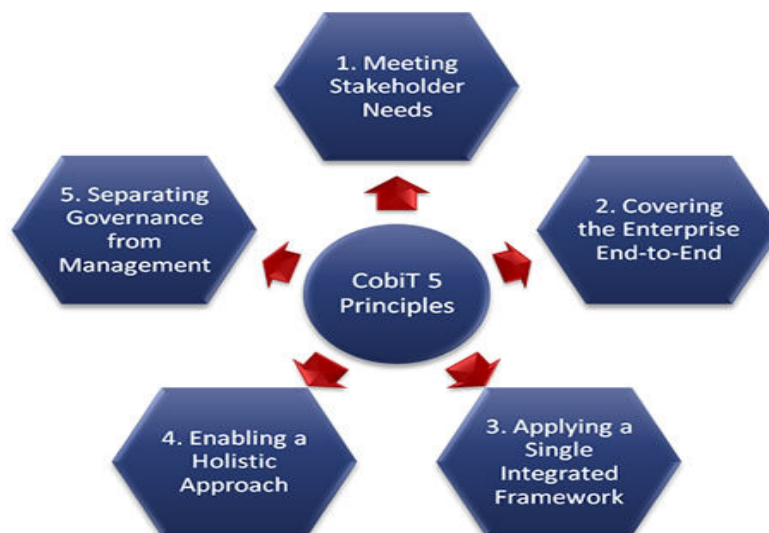 1. Meeting
Stakeholder
Needs
2. Covering
the Enterprise
End-to-End
3. Applying a
Single
Integrated
Framework
4. Enabling a
Holistic
Approach
5. Separating
Governance
from
Management
CobiT 5
Principles